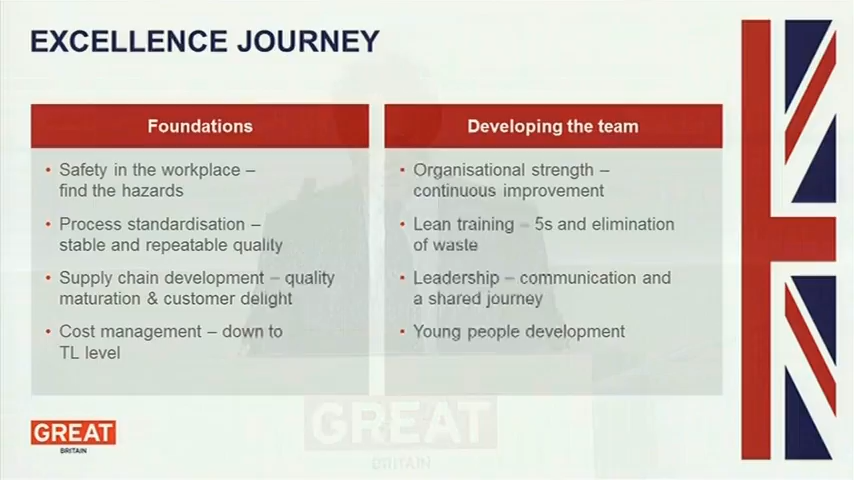 EXCELLENCE JOURNEY
Foundations
• Safety in the workplace –
find the hazards
• Process standardisation –
stable and repeatable quality
• Supply chain development – quality
maturation & customer delight
• Cost management – down to
TL level
Developing the team
• Organisational strength –
continuous improvement
• Lean training – 5s and elimination
of waste
• Leadership – communication and
a shared journey
• Young people development
GREAT
BRITAIN
GREAT
BRITAIN